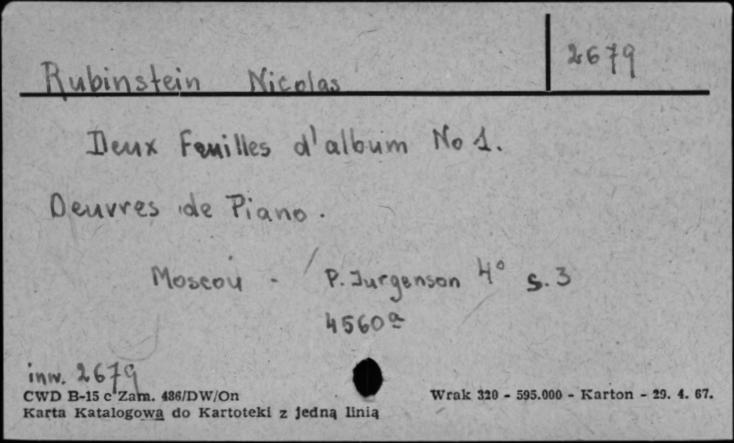 2679
Rubinstein Nicolas
Deux Feuilles d'album No 1.
Oeuvres de Piano.
Moscou - P. Jurgenson 4° s. 3
4560a
inw. 2679
CWD B-15 c Zam. 486/DW/On
Wrak 320 - 595.000 - Karton - 29. 4. 67.
Karta Katalogowa do Kartoteki z jedną linią